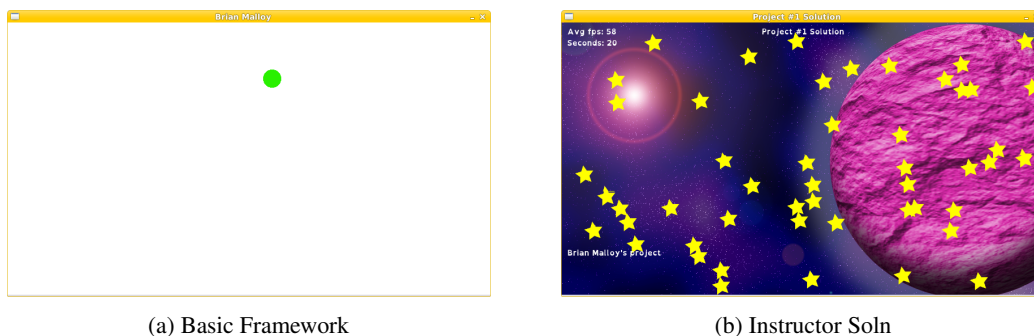 Brian Malloy
Project #1 Solution
Avg fps: 58
Project #1 Solution
Seconds: 20
Brian Malloy's project
(a) Basic Framework
(b) Instructor Soln